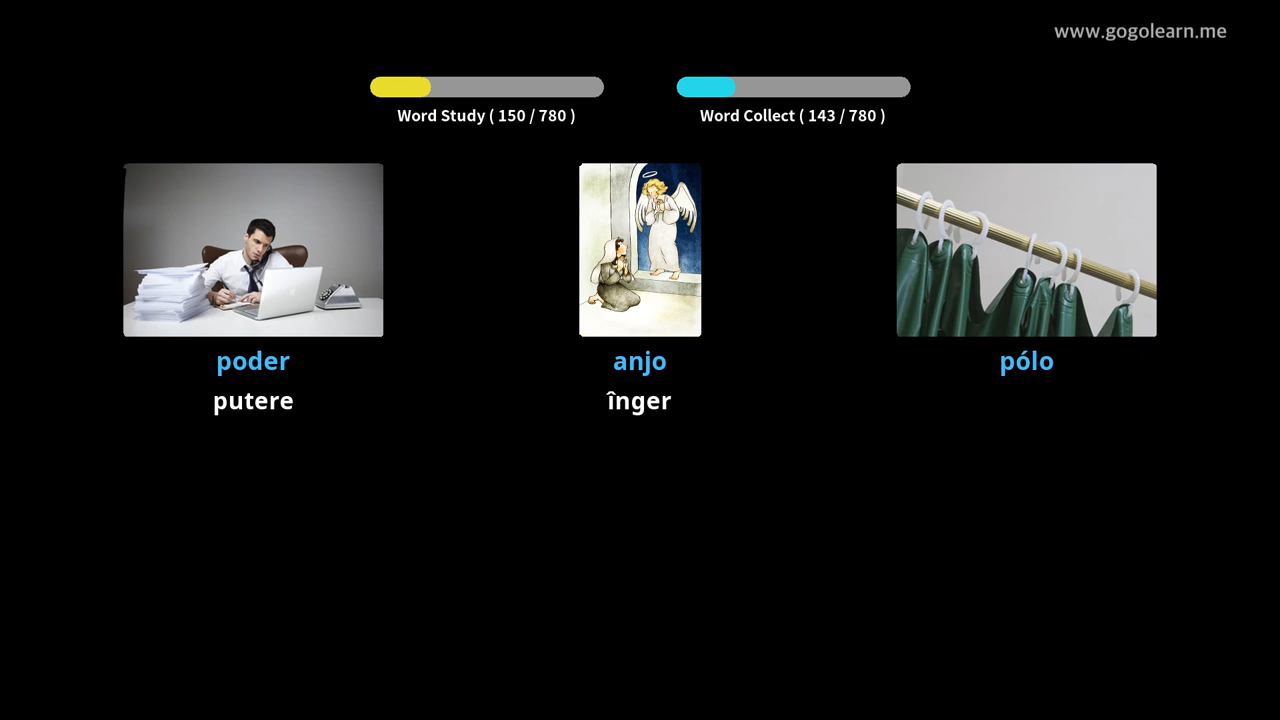 www.gogolearn.me
Word Study ( 150 / 780 )
Word Collect ( 143 / 780 )
poder
anjo
pólo
putere
înger